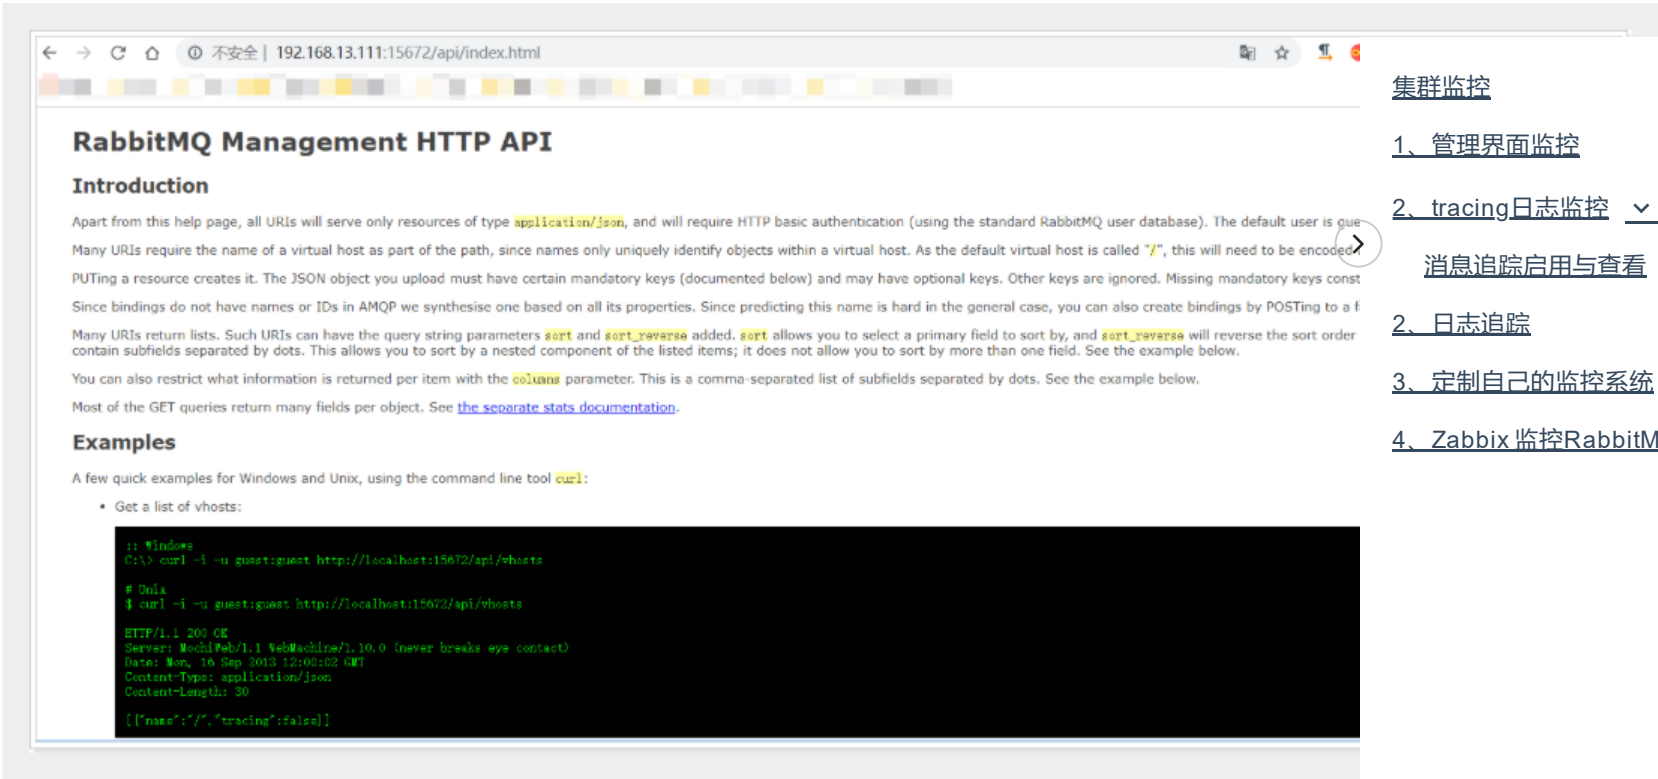 不安全 | 192.168.13.111:15672/api/index.html
RabbitMQ Management HTTP API
Introduction
Apart from this help page, all URIs will serve only resources of type application/json, and will require HTTP basic authentication (using the standard RabbitMQ user database). The default user is gue
Many URIs require the name of a virtual host as part of the path, since names only uniquely identify objects within a virtual host. As the default virtual host is called "/", this will need to be encoded
PUTing a resource creates it. The JSON object you upload must have certain mandatory keys (documented below) and may have optional keys. Other keys are ignored. Missing mandatory keys const
Since bindings do not have names or IDs in AMQP we synthesise one based on all its properties. Since predicting this name is hard in the general case, you can also create bindings by POSTing to a f
Many URIs return lists. Such URIs can have the query string parameters sort and sort_reverse added. sort allows you to select a primary field to sort by, and sort_reverse will reverse the sort order
contain subfields separated by dots. This allows you to sort by a nested component of the listed items; it does not allow you to sort by more than one field. See the example below.
You can also restrict what information is returned per item with the columns parameter. This is a comma-separated list of subfields separated by dots. See the example below.
Most of the GET queries return many fields per object. See the separate stats documentation.
Examples
A few quick examples for Windows and Unix, using the command line tool curl:
• Get a list of vhosts:
:: Windows
C:\> curl -i -u guest:guest http://localhost:15672/api/vhosts
# Unix
$ curl -i -u guest:guest http://localhost:15672/api/vhosts
HTTP/1.1 200 OK
Server: MochiWeb/1.1 WebMachine/1.10.0 (never breaks eye contact)
Date: Mon, 16 Sep 2013 12:00:02 GMT
Content-Type: application/json
Content-Length: 30
[{"name":"/","tracing":false}]
集群监控
1、管理界面监控
2、tracing日志监控
消息追踪启用与查看
2、日志追踪
3、定制自己的监控系统
4、Zabbix 监控RabbitM